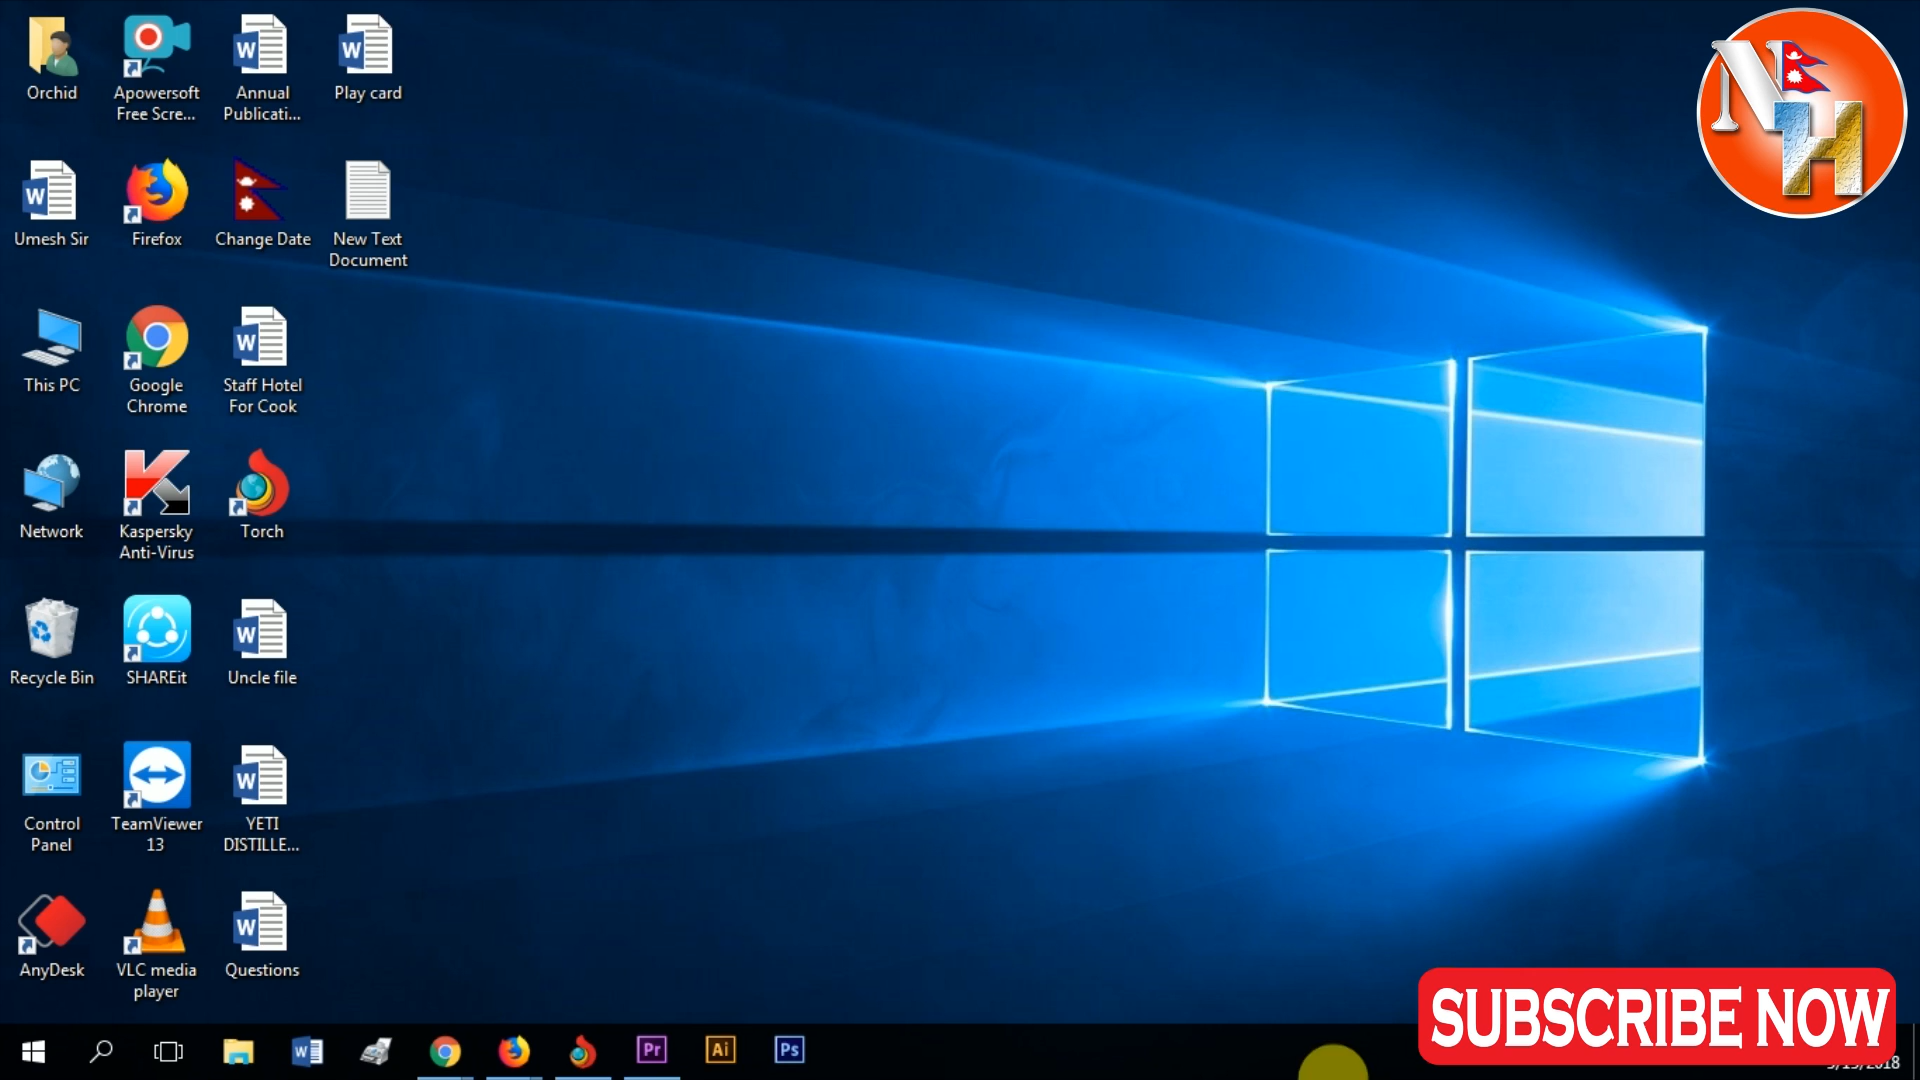 Orchid
Apowersoft
Free Scre...
Annual
Publicati...
Play card
Umesh Sir
Firefox
Change Date
New Text
Document
This PC
Google
Chrome
Staff Hotel
For Cook
Network
Kaspersky
Anti-Virus
Torch
Recycle Bin
SHAREit
Uncle file
Control
Panel
TeamViewer
13
YETI
DISTILLE...
AnyDesk
VLC media
player
Questions
NH
SUBSCRIBE NOW
Pr
Ai
Ps